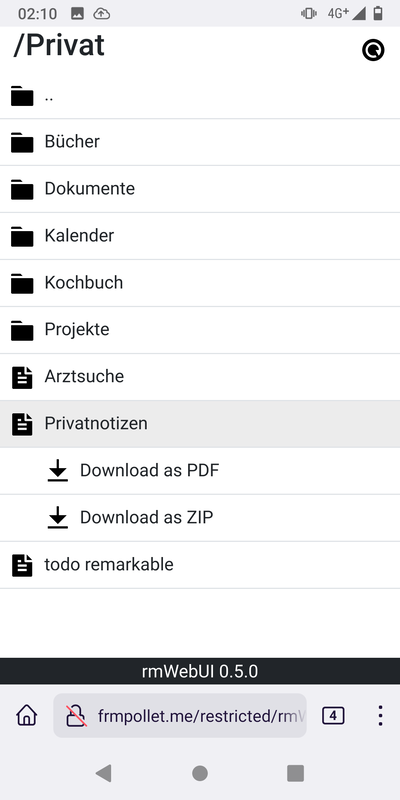 02:10
4G+
/Privat
..
Bücher
Dokumente
Kalender
Kochbuch
Projekte
Arztsuche
Privatnotizen
Download as PDF
Download as ZIP
todo remarkable
rmWebUI 0.5.0
frmpollet.me/restricted/rmW
4